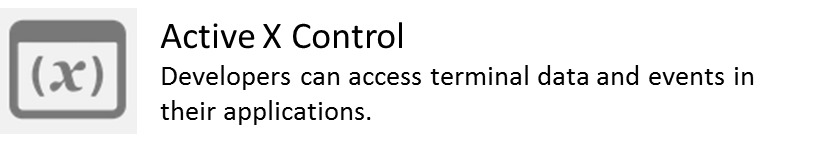 (x)
Active X Control
Developers can access terminal data and events in
their applications.